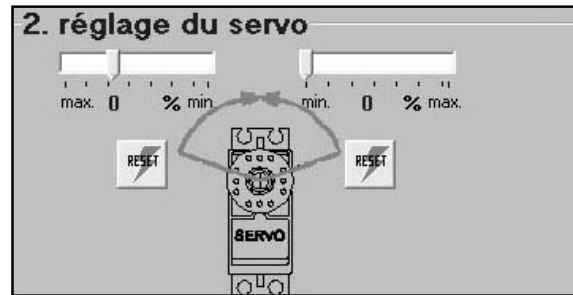 2. réglage du servo
max. 0 % min. min. 0 % max.
RESET RESET
SERVO